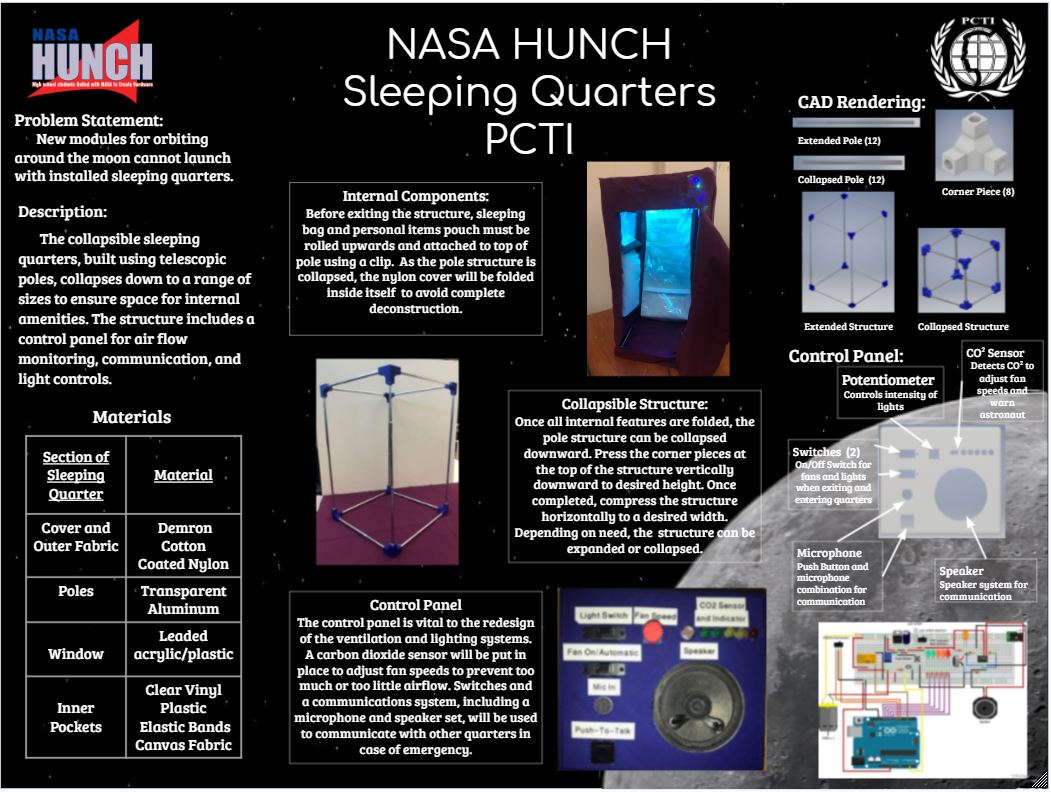 NASA
HUNCH
High school students United with NASA to Create Hardware
NASA HUNCH
Sleeping Quarters
PCTI
PCTI
Problem Statement:
New modules for orbiting
around the moon cannot launch
with installed sleeping quarters.
Description:
The collapsible sleeping
quarters, built using telescopic
poles, collapses down to a range of
sizes to ensure space for internal
amenities. The structure includes a
control panel for air flow
monitoring, communication, and
light controls.
Materials
Section of
Sleeping
Quarter
Material
Cover and
Outer Fabric
Demron
Cotton
Coated Nylon
Poles
Transparent
Aluminum
Window
Leaded
acrylic/plastic
Inner
Pockets
Clear Vinyl
Plastic
Elastic Bands
Canvas Fabric
Internal Components:
Before exiting the structure, sleeping
bag and personal items pouch must be
rolled upwards and attached to top of
pole using a clip. As the pole structure is
collapsed, the nylon cover will be folded
inside itself to avoid complete
deconstruction.
Collapsible Structure:
Once all internal features are folded, the
pole structure can be collapsed
downward. Press the corner pieces at
the top of the structure vertically
downward to desired height. Once
completed, compress the structure
horizontally to a desired width.
Depending on need, the structure can be
expanded or collapsed.
Control Panel
The control panel is vital to the redesign
of the ventilation and lighting systems.
A carbon dioxide sensor will be put in
place to adjust fan speeds to prevent too
much or too little airflow. Switches and
a communications system, including a
microphone and speaker set, will be used
to communicate with other quarters in
case of emergency.
Light Switch
Fan Speed
CO2 Sensor
and Indicator
Fan On/Automatic
Speaker
Mic In
Push-To-Talk
CAD Rendering:
Extended Pole (12)
Collapsed Pole (12)
Corner Piece (8)
Extended Structure
Collapsed Structure
Control Panel:
CO² Sensor
Detects CO² to
adjust fan
speeds and
warn
astronaut
Potentiometer
Controls intensity of
lights
Switches (2)
On/Off Switch for
fans and lights
when exiting and
entering quarters
Microphone
Push Button and
microphone
combination for
communication
Speaker
Speaker system for
communication